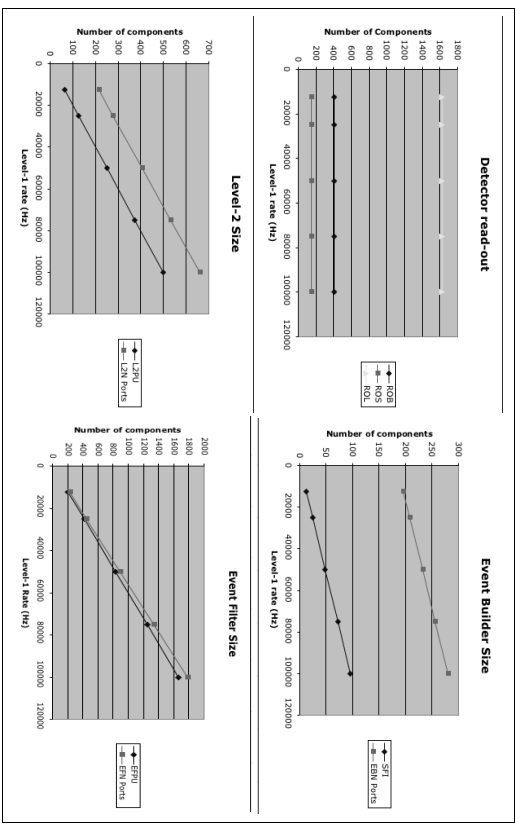 Detector read-out
Number of components
1800
1600
1400
1200
1000
800
600
400
200
0
0 20000 40000 60000 80000 100000 120000
Level-1 rate (Hz)
ROB
ROS
ROL
Event Builder Size
Number of components
300
250
200
150
100
50
0
0 20000 40000 60000 80000 100000 120000
Level-1 rate (Hz)
SFI
EBN Ports
Level-2 Size
Number of components
700
600
500
400
300
200
100
0
0 20000 40000 60000 80000 100000 120000
Level-1 rate (Hz)
L2PU
L2N Ports
Event Filter Size
Number of components
2000
1800
1600
1400
1200
1000
800
600
400
200
0
0 20000 40000 60000 80000 100000 120000
Level-1 Rate (Hz)
EFPU
EFN Ports